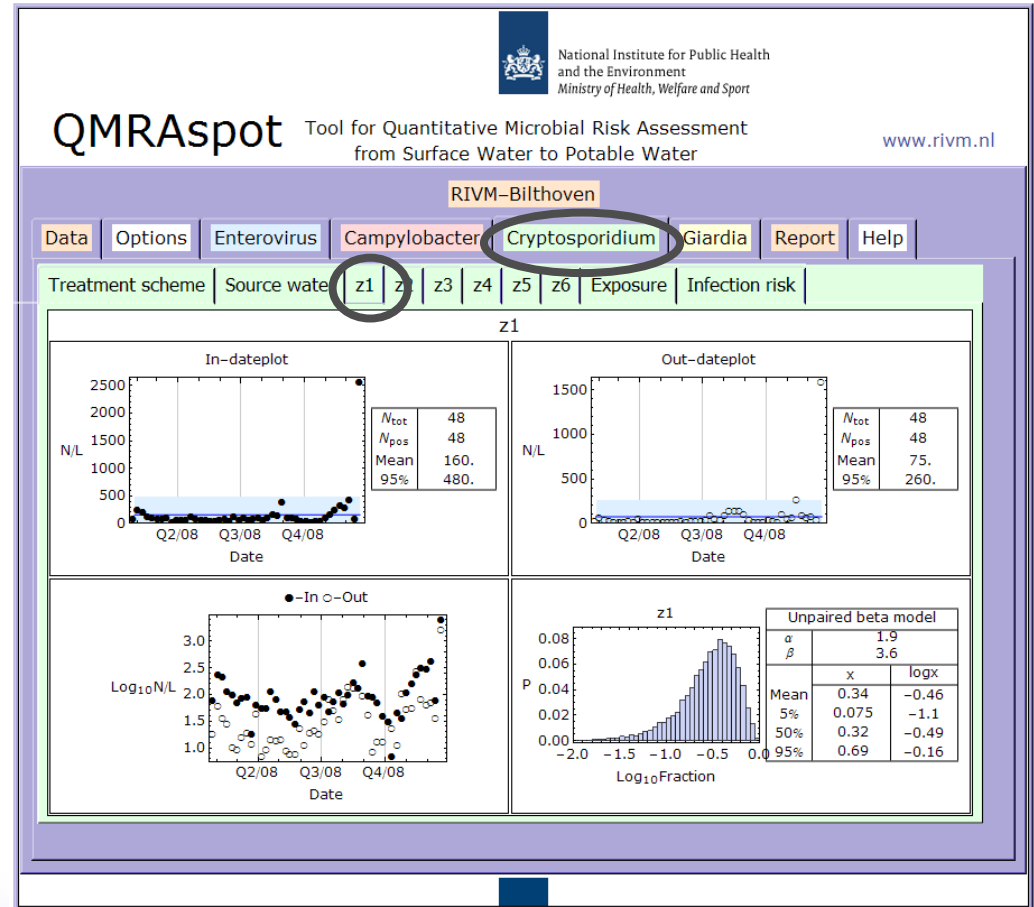 National Institute for Public Health
and the Environment
Ministry of Health, Welfare and Sport
QMRAspot
Tool for Quantitative Microbial Risk Assessment
from Surface Water to Potable Water
www.rivm.nl
RIVM–Bilthoven
Data Options Enterovirus Campylobacter Cryptosporidium Giardia Report Help
Treatment scheme Source water z1 z2 z3 z4 z5 z6 Exposure Infection risk
z1
In–dateplot
2500
2000
1500
1000
500
0
N/L
Q2/08 Q3/08 Q4/08
Date
Ntot 48
Npos 48
Mean 160.
95% 480.
Out–dateplot
1500
1000
500
0
N/L
Q2/08 Q3/08 Q4/08
Date
Ntot 48
Npos 48
Mean 75.
95% 260.
●–In ○–Out
3.0
2.5
2.0
1.5
1.0
Log10N/L
Q2/08 Q3/08 Q4/08
Date
z1
0.08
0.06
0.04
0.02
0.00
P
−2.0 −1.5 −1.0 −0.5 0.0
Log10Fraction
Unpaired beta model
α 1.9
β 3.6
x logx
Mean 0.34 −0.46
5% 0.075 −1.1
50% 0.32 −0.49
95% 0.69 −0.16